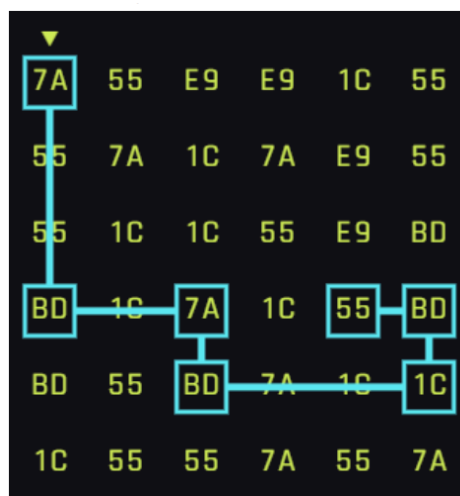 7A 55 E9 E9 1C 55
55 7A 1C 7A E9 55
55 1C 1C 55 E9 BD
BD 1C 7A 1C 55 BD
BD 55 BD 7A 1C 1C
1C 55 55 7A 55 7A